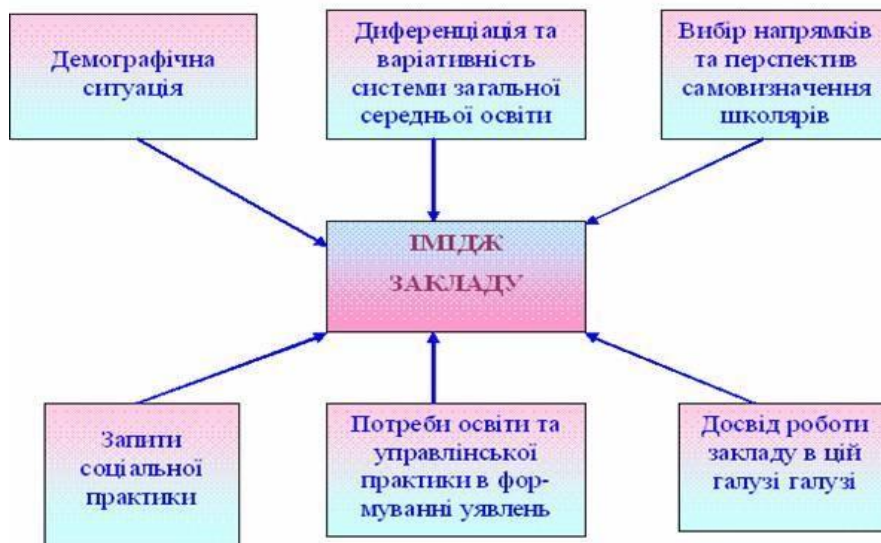 Демографічна
ситуація
Диференціація та
варіативність
системи загальної
середньої освіти
Вибір напрямків
та перспектив
самовизначення
школярів
ІМІДЖ
ЗАКЛАДУ
Запити
соціальної
практики
Потреби освіти та
управлінської
практики в фор-
муванні уявлень
Досвід роботи
закладу в цій
галузі галузі